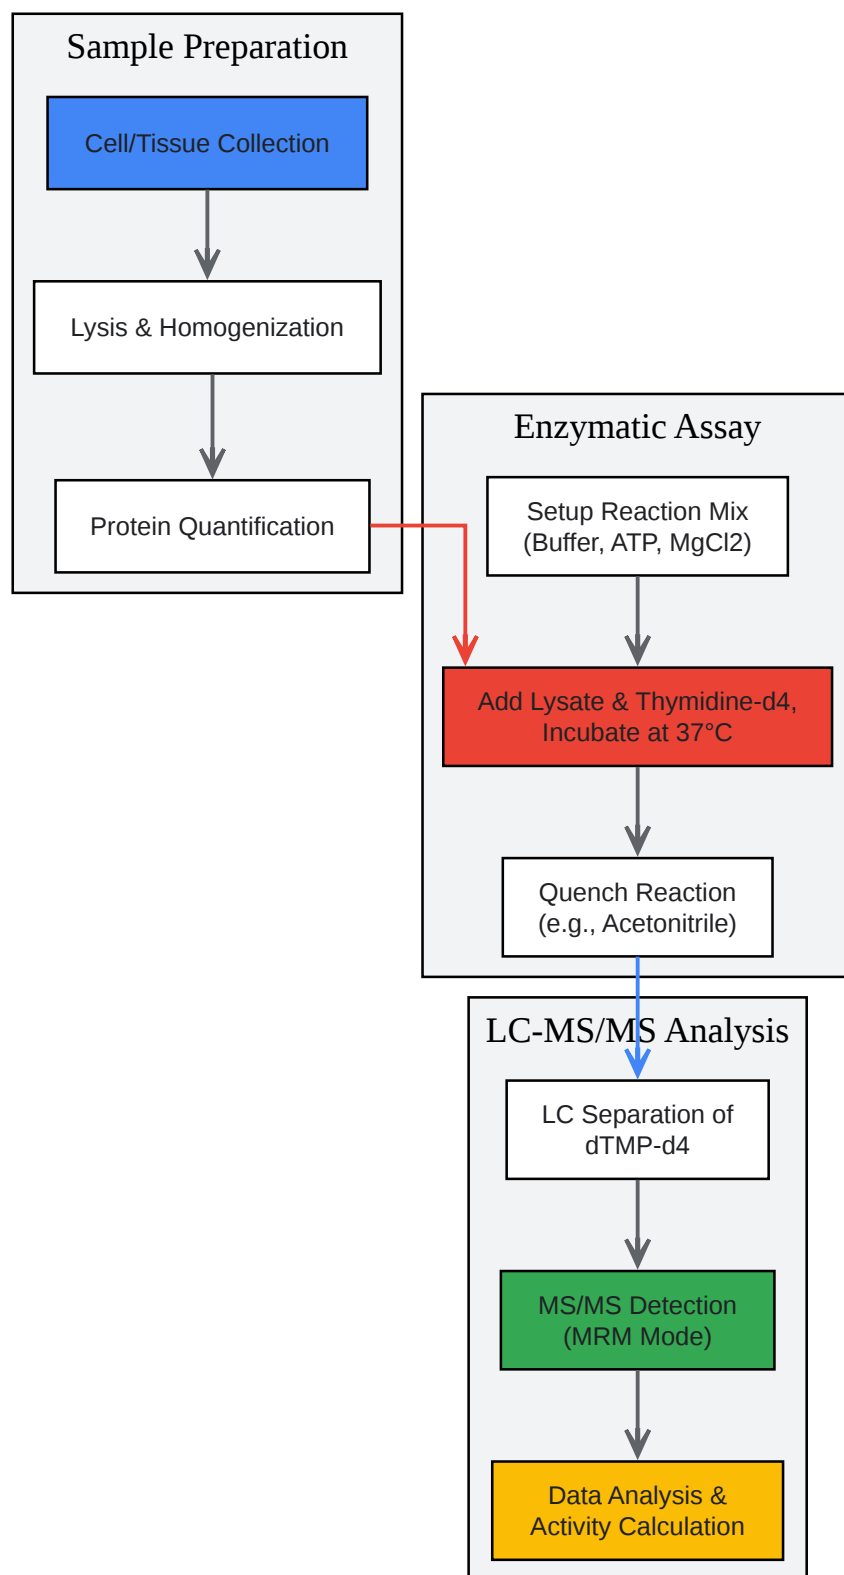 Sample Preparation
Cell/Tissue Collection
Lysis & Homogenization
Protein Quantification
Enzymatic Assay
Setup Reaction Mix
(Buffer, ATP, MgCl2)
Add Lysate & Thymidine-d4,
Incubate at 37°C
Quench Reaction
(e.g., Acetonitrile)
LC-MS/MS Analysis
LC Separation of
dTMP-d4
MS/MS Detection
(MRM Mode)
Data Analysis &
Activity Calculation